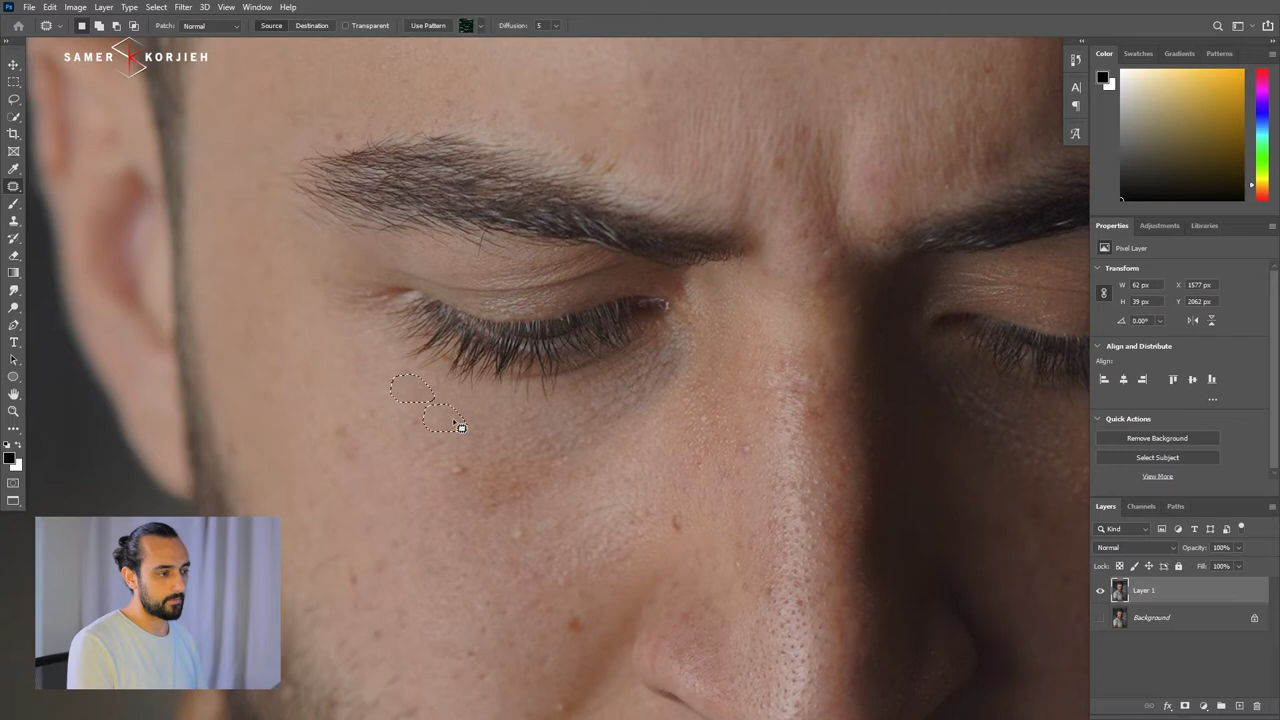 Ps File Edit Image Layer Type Select Filter 3D View Window Help
Patch: Normal Source Destination Transparent Use Pattern Diffusion: 5
SAMER KORJIEH
Color Swatches Gradients Patterns
Properties Adjustments Libraries
Pixel Layer
Transform
W 62 px X 1577 px
H 39 px Y 2062 px
0.00°
Align and Distribute
Align:
...
Quick Actions
Remove Background
Select Subject
View More
Layers Channels Paths
Kind
Normal Opacity: 100%
Lock: Fill: 100%
Layer 1
Background